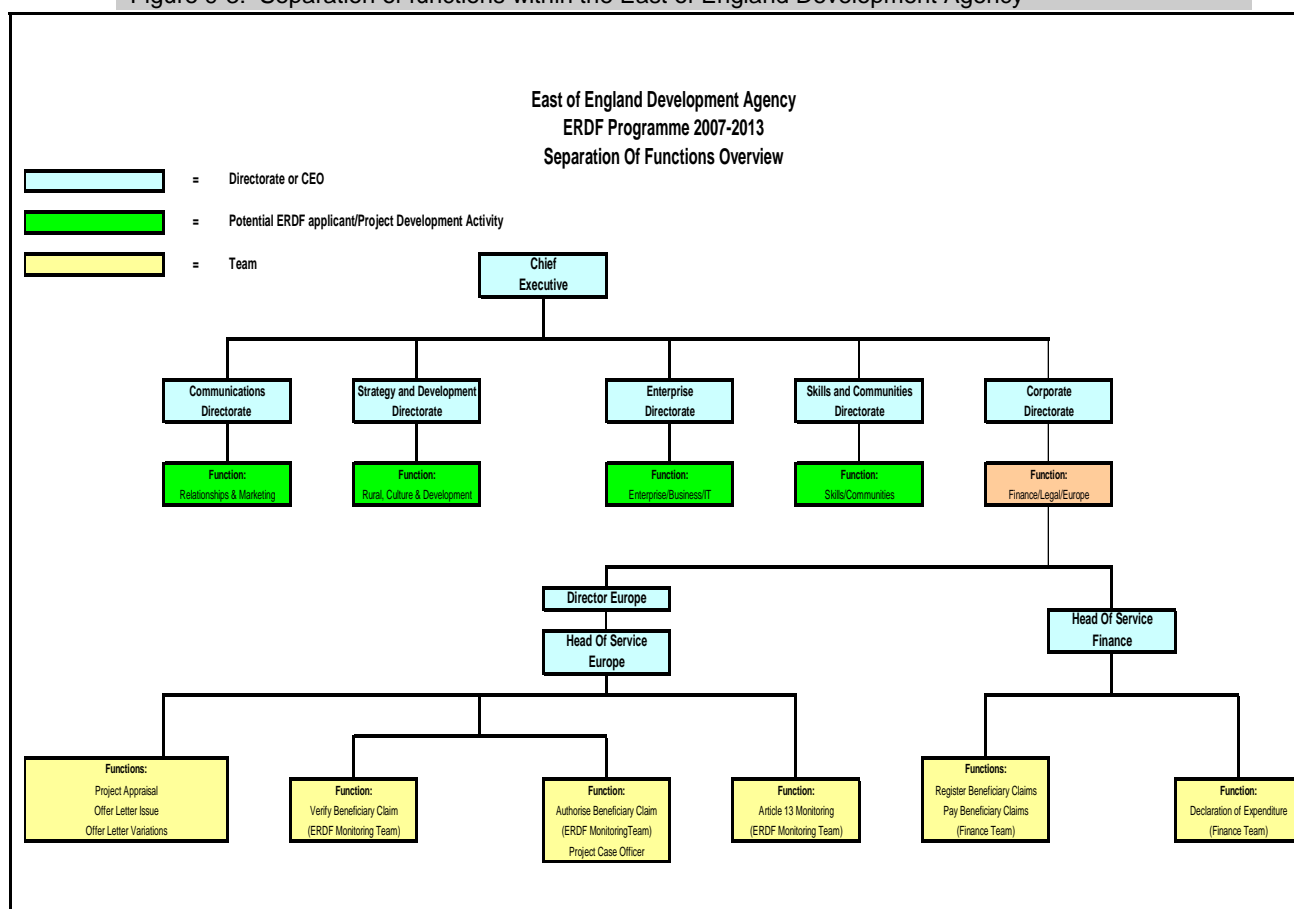 Figure 9-3: Separation of functions within the East of England Development Agency
East of England Development Agency
ERDF Programme 2007-2013
Separation Of Functions Overview
= Directorate or CEO
= Potential ERDF applicant/Project Development Activity
= Team
Chief
Executive
Communications
Directorate
Strategy and Development
Directorate
Enterprise
Directorate
Skills and Communities
Directorate
Corporate
Directorate
Function:
Relationships & Marketing
Function:
Rural, Culture & Development
Function:
Enterprise/Business/IT
Function:
Skills/Communities
Function:
Finance/Legal/Europe
Director Europe
Head Of Service
Europe
Head Of Service
Finance
Functions:
Project Appraisal
Offer Letter Issue
Offer Letter Variations
Function:
Verify Beneficiary Claim
(ERDF Monitoring Team)
Function:
Authorise Beneficiary Claim
(ERDF MonitoringTeam)
Project Case Officer
Function:
Article 13 Monitoring
(ERDF Monitoring Team)
Functions:
Register Beneficiary Claims
Pay Beneficiary Claims
(Finance Team)
Function:
Declaration of Expenditure
(Finance Team)